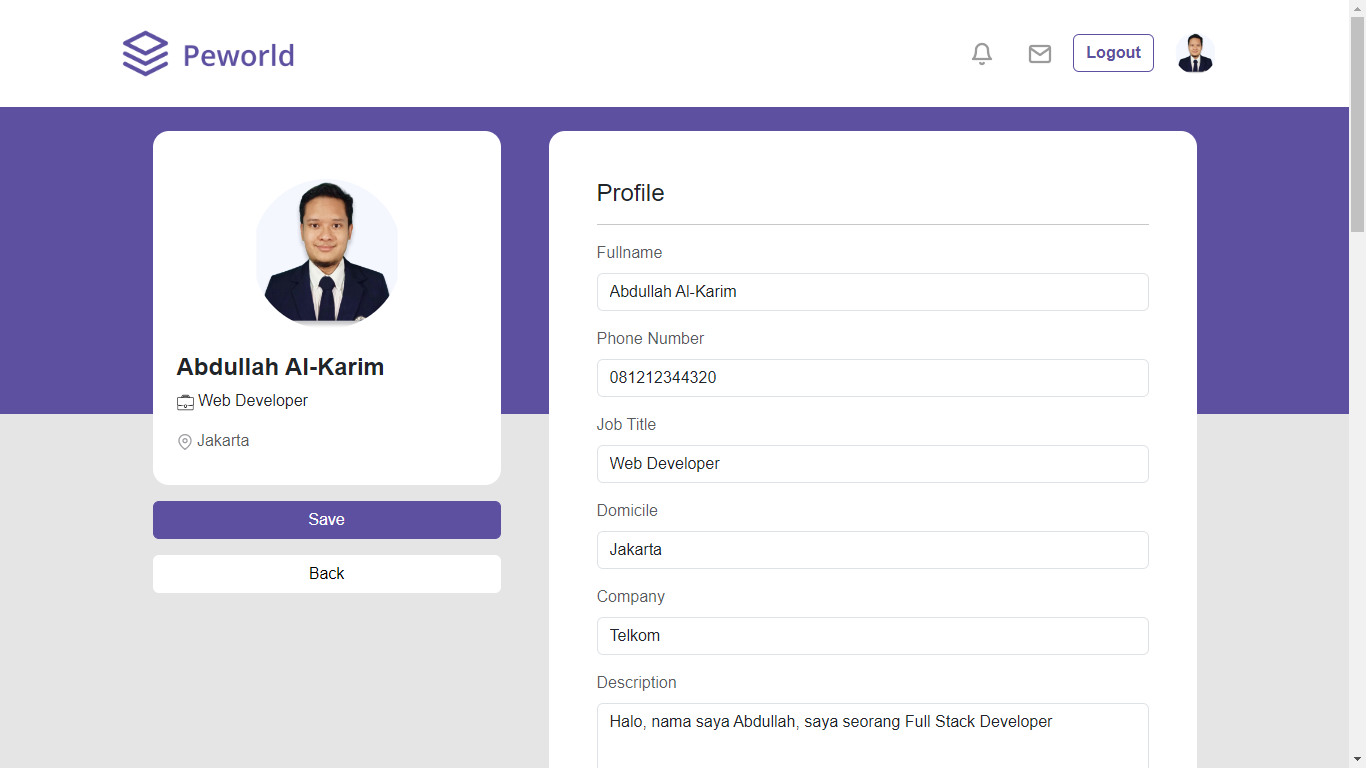 Peworld
Logout
Abdullah Al-Karim
Web Developer
Jakarta
Save
Back
Profile
Fullname
Abdullah Al-Karim
Phone Number
081212344320
Job Title
Web Developer
Domicile
Jakarta
Company
Telkom
Description
Halo, nama saya Abdullah, saya seorang Full Stack Developer